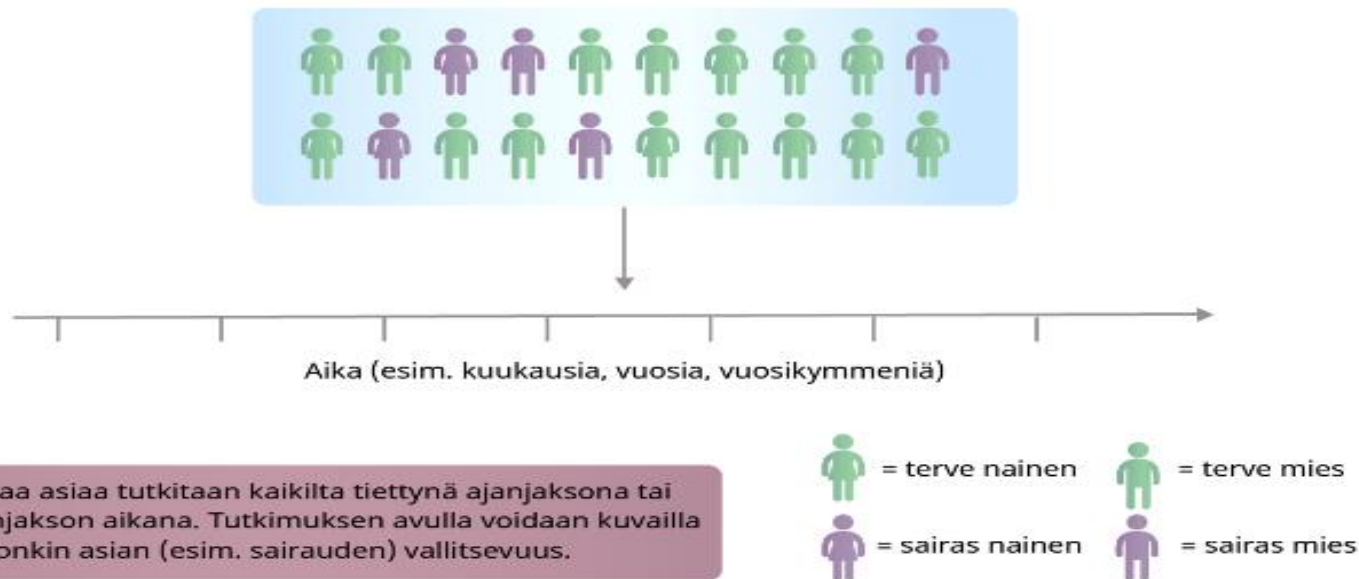 Aika (esim. kuukausia, vuosia, vuosikymmeniä)
asiaa tutkitaan kaikilta tiettynä ajanjaksona tai
aikana. Tutkimuksen avulla voidaan kuvailla
asian (esim. sairauden) vallitsevuus.
= terve nainen
= terve mies
= sairas nainen
= sairas mies